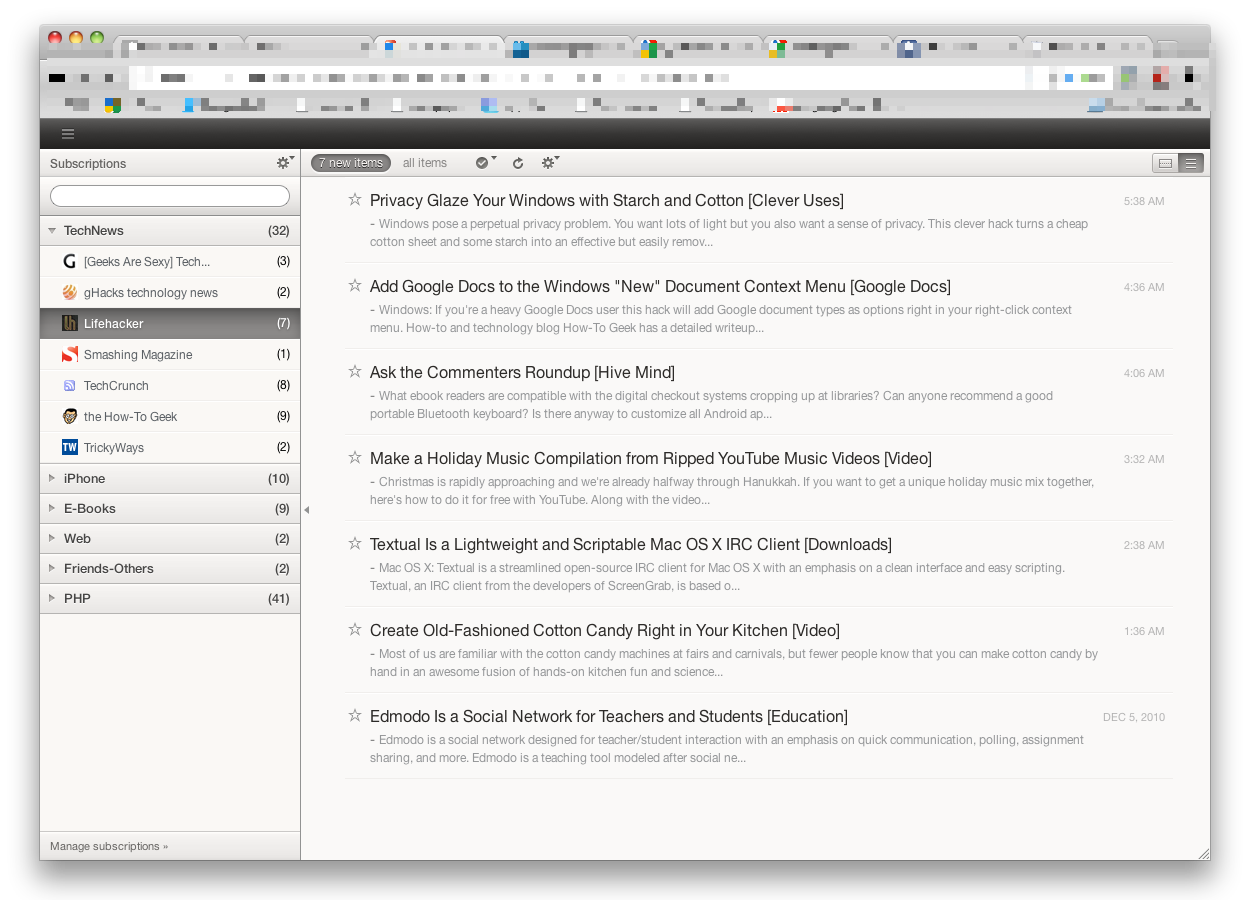 Subscriptions
7 new items all items
TechNews (32)
[Geeks Are Sexy] Tech... (3)
gHacks technology news (2)
Lifehacker (7)
Smashing Magazine (1)
TechCrunch (8)
the How-To Geek (9)
TW TrickyWays (2)
iPhone (10)
E-Books (9)
Web (2)
Friends-Others (2)
PHP (41)
Manage subscriptions »
Privacy Glaze Your Windows with Starch and Cotton [Clever Uses] 5:38 AM
- Windows pose a perpetual privacy problem. You want lots of light but you also want a sense of privacy. This clever hack turns a cheap
cotton sheet and some starch into an effective but easily remov...
Add Google Docs to the Windows "New" Document Context Menu [Google Docs] 4:36 AM
- Windows: If you're a heavy Google Docs user this hack will add Google document types as options right in your right-click context
menu. How-to and technology blog How-To Geek has a detailed writeup...
Ask the Commenters Roundup [Hive Mind] 4:06 AM
- What ebook readers are compatible with the digital checkout systems cropping up at libraries? Can anyone recommend a good
portable Bluetooth keyboard? Is there anyway to customize all Android ap...
Make a Holiday Music Compilation from Ripped YouTube Music Videos [Video] 3:32 AM
- Christmas is rapidly approaching and we're already halfway through Hanukkah. If you want to get a unique holiday music mix together,
here's how to do it for free with YouTube. Along with the video...
Textual Is a Lightweight and Scriptable Mac OS X IRC Client [Downloads] 2:38 AM
- Mac OS X: Textual is a streamlined open-source IRC client for Mac OS X with an emphasis on a clean interface and easy scripting.
Textual, an IRC client from the developers of ScreenGrab, is based o...
Create Old-Fashioned Cotton Candy Right in Your Kitchen [Video] 1:36 AM
- Most of us are familiar with the cotton candy machines at fairs and carnivals, but fewer people know that you can make cotton candy by
hand in an awesome fusion of hands-on kitchen fun and science...
Edmodo Is a Social Network for Teachers and Students [Education] DEC 5, 2010
- Edmodo is a social network designed for teacher/student interaction with an emphasis on quick communication, polling, assignment
sharing, and more. Edmodo is a teaching tool modeled after social ne...